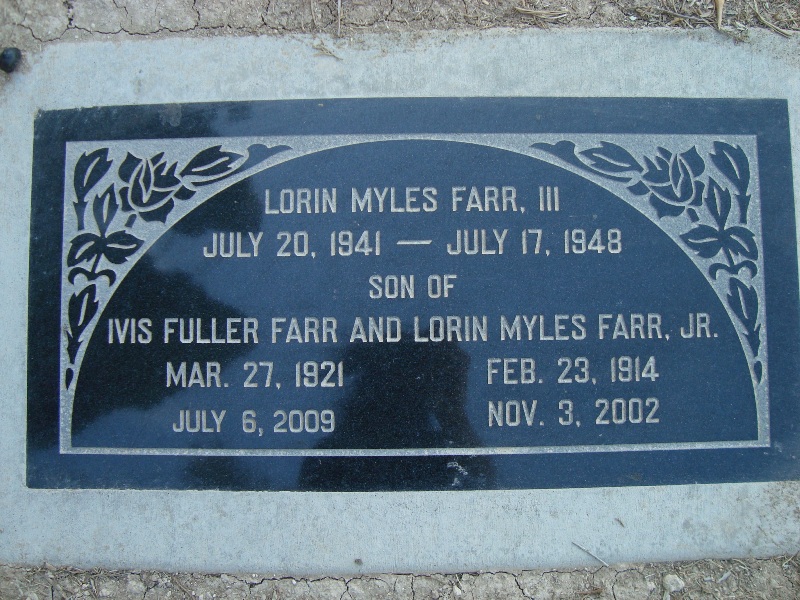 LORIN MYLES FARR, III
JULY 20, 1941 — JULY 17, 1948
SON OF
IVIS FULLER FARR AND LORIN MYLES FARR, JR.
MAR. 27, 1921 FEB. 23, 1914
JULY 6, 2009 NOV. 3, 2002